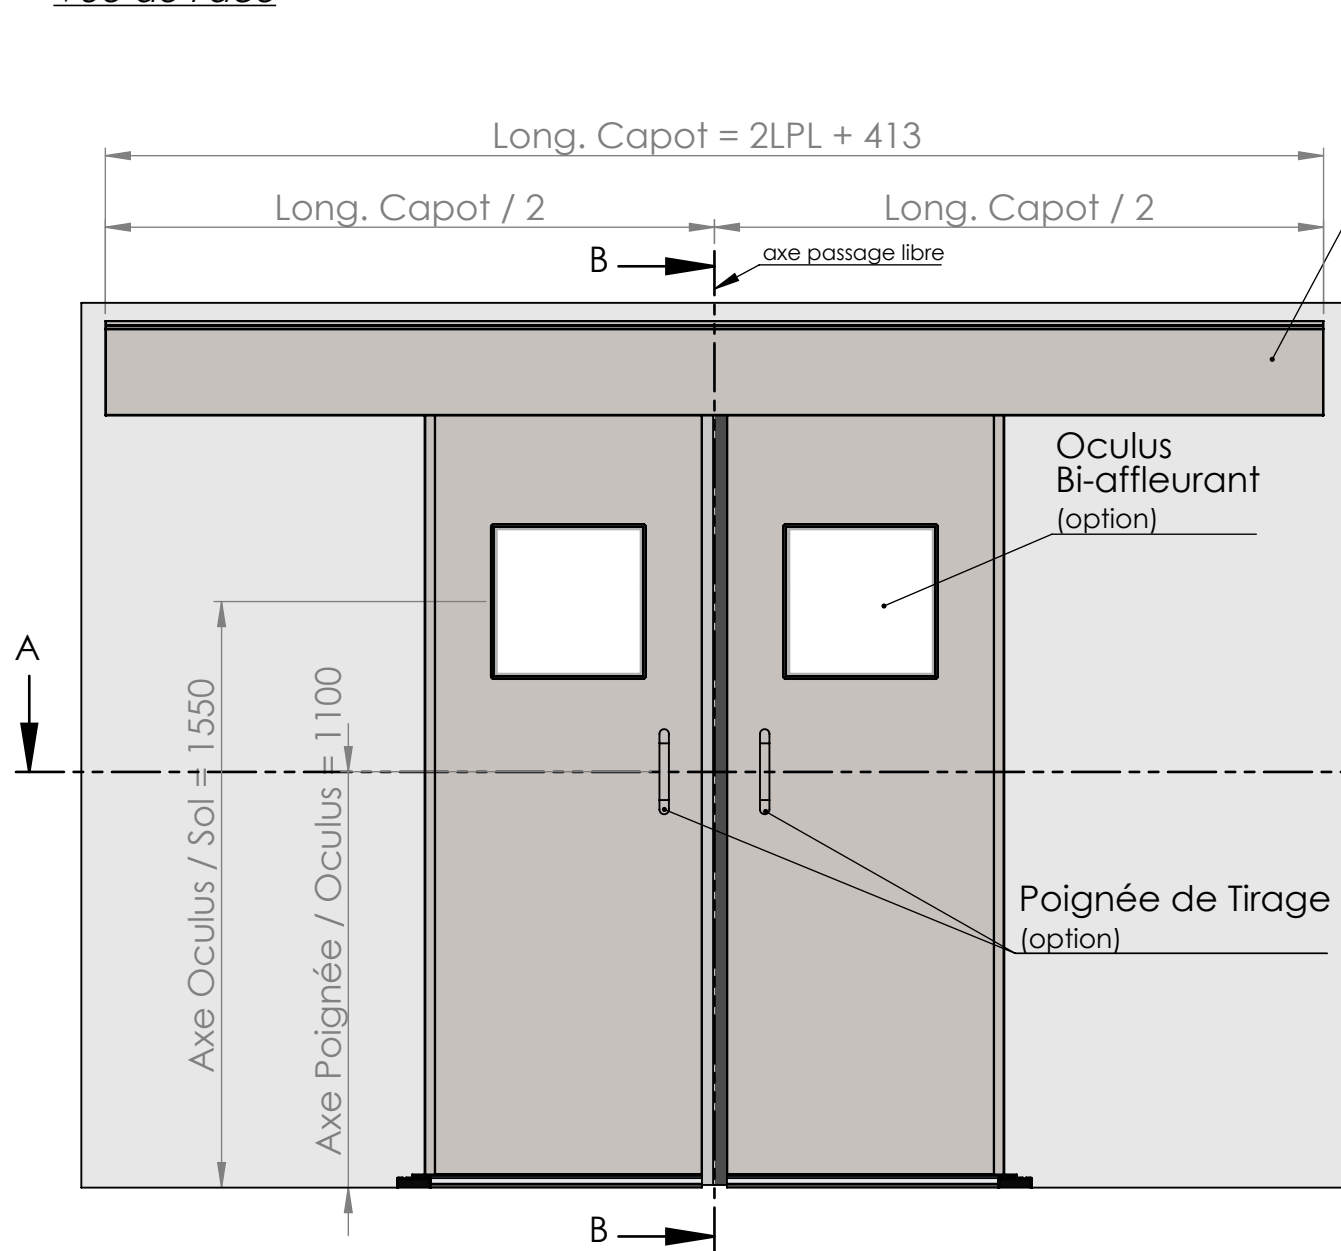 Long. Capot = 2LPL + 413
Long. Capot / 2
Long. Capot / 2
B
axe passage libre
Oculus
Bi-affleurant
(option)
A
Axe Oculus / Sol = 1550
Axe Poignée / Oculus = 1100
Poignée de Tirage
(option)
B